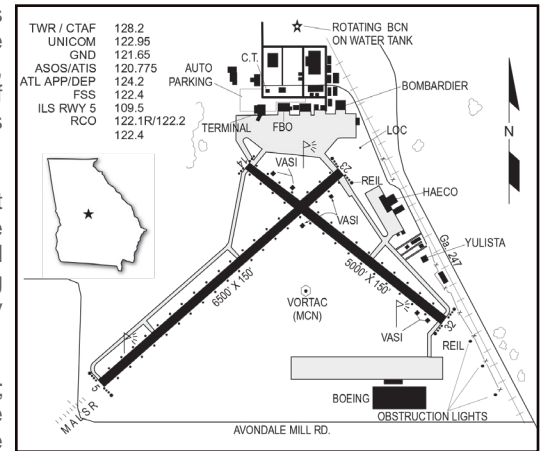 TWR / CTAF 128.2
UNICOM 122.95
GND 121.65
ASOS/ATIS 120.775
ATL APP/DEP 124.2
FSS 122.4
ILS RWY 5 109.5
RCO 122.1R/122.2
122.4
ROTATING BCN
ON WATER TANK
C.T.
AUTO
PARKING
BOMBARDIER
TERMINAL
FBO
LOC
N
14
VASI
23
REIL
HAECO
VASI
Ga. 247
YULISTA
6500' X 150'
5000' X 150'
VORTAC
(MCN)
32
VASI
REIL
5
MALSR
BOEING
OBSTRUCTION LIGHTS
AVONDALE MILL RD.